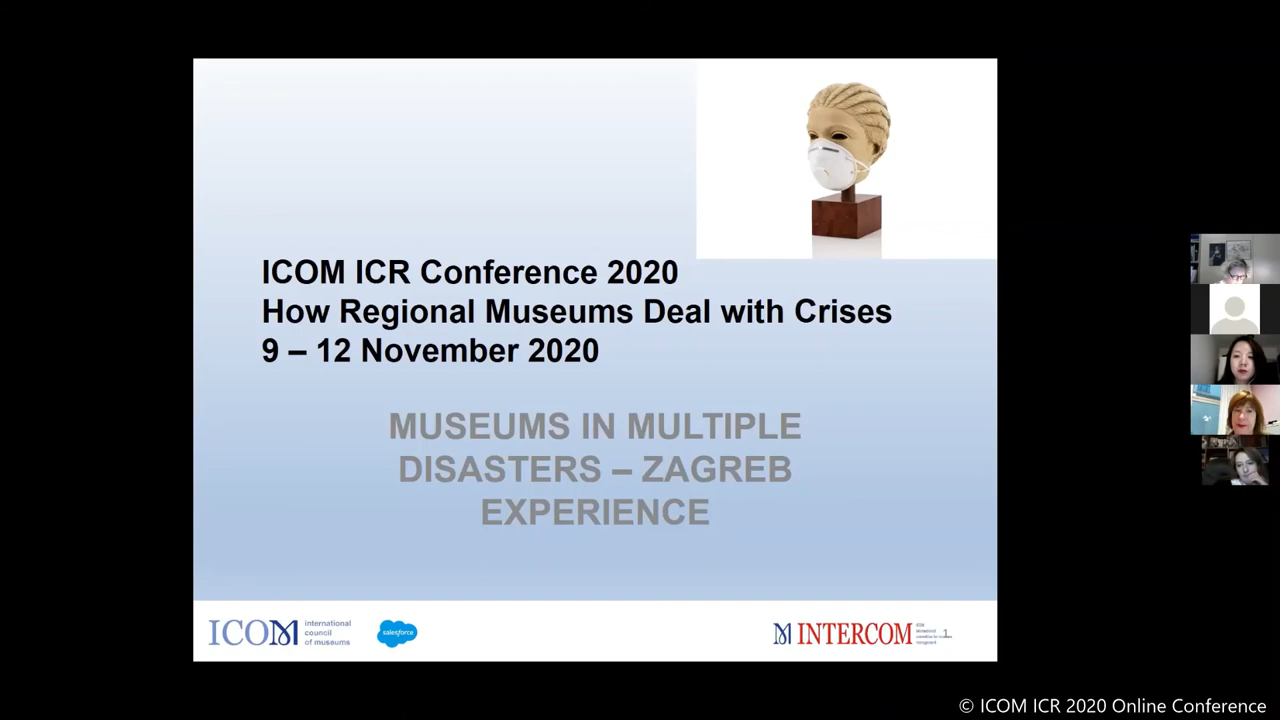 ICOM ICR Conference 2020
How Regional Museums Deal with Crises
9 – 12 November 2020
MUSEUMS IN MULTIPLE
DISASTERS – ZAGREB
EXPERIENCE
ICOM
international
council
of museums
salesforce
INTERCOM
1
© ICOM ICR 2020 Online Conference